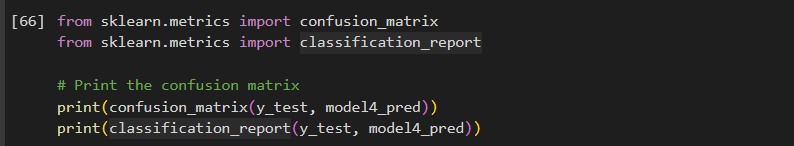 [66] from sklearn.metrics import confusion_matrix
from sklearn.metrics import classification_report
# Print the confusion matrix
print(confusion_matrix(y_test, model4_pred))
print(classification_report(y_test, model4_pred))